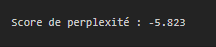 Score de perplexité : -5.823